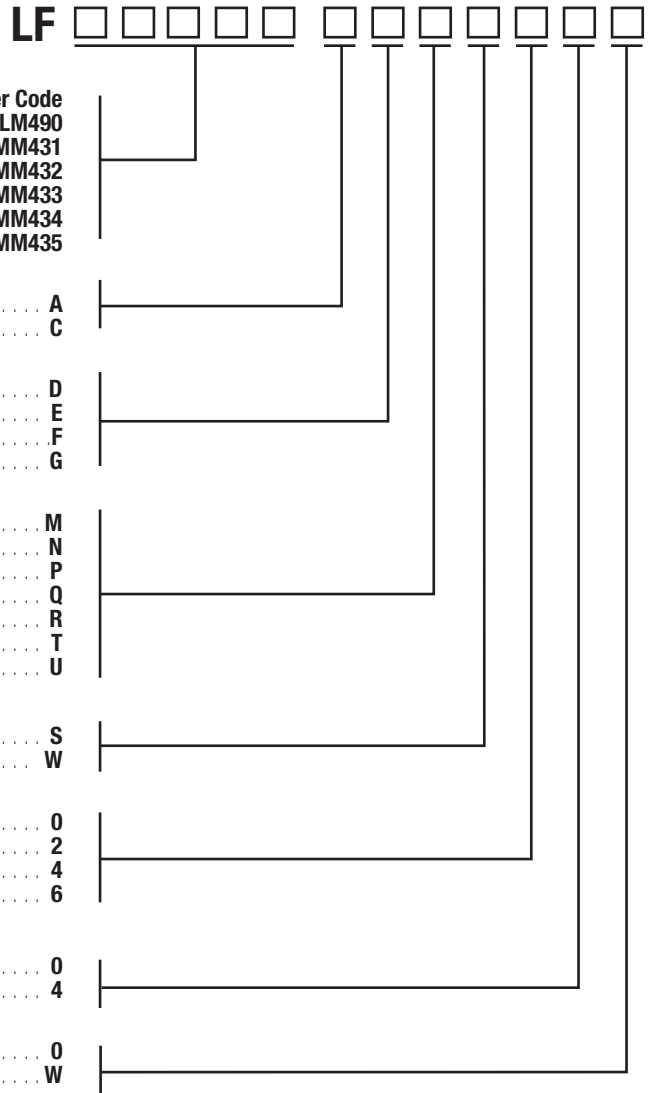 LF
er Code
LM490
MM431
MM432
MM433
MM434
MM435
.... A
.... C
.... D
.... E
.... F
.... G
.... M
.... N
.... P
.... Q
.... R
.... T
.... U
.... S
... W
.... 0
.... 2
.... 4
.... 6
.... 0
.... 4
.... 0
.... W